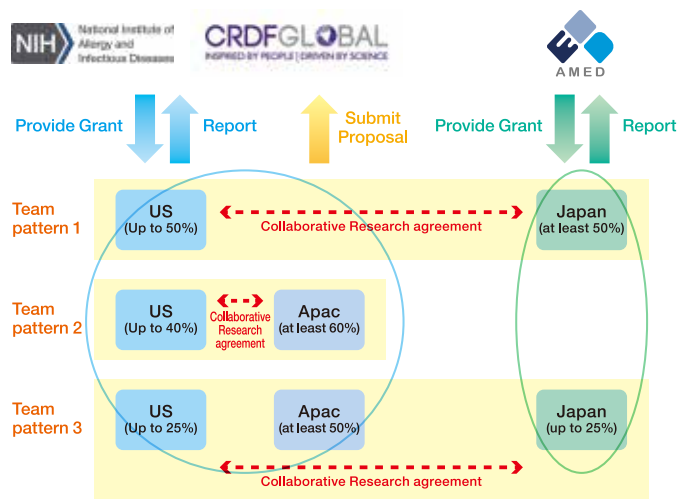 NIH
National Institute of
Allergy and
Infectious Diseases
CRDFGLOBAL
INSPIRED BY PEOPLE | DRIVEN BY SCIENCE
AMED
Provide Grant
Report
Submit
Proposal
Provide Grant
Report
Team
pattern 1
US
(Up to 50%)
Collaborative Research agreement
Japan
(at least 50%)
Team
pattern 2
US
(Up to 40%)
Collaborative
Research
agreement
Apac
(at least 60%)
Team
pattern 3
US
(Up to 25%)
Apac
(at least 50%)
Japan
(up to 25%)
Collaborative Research agreement